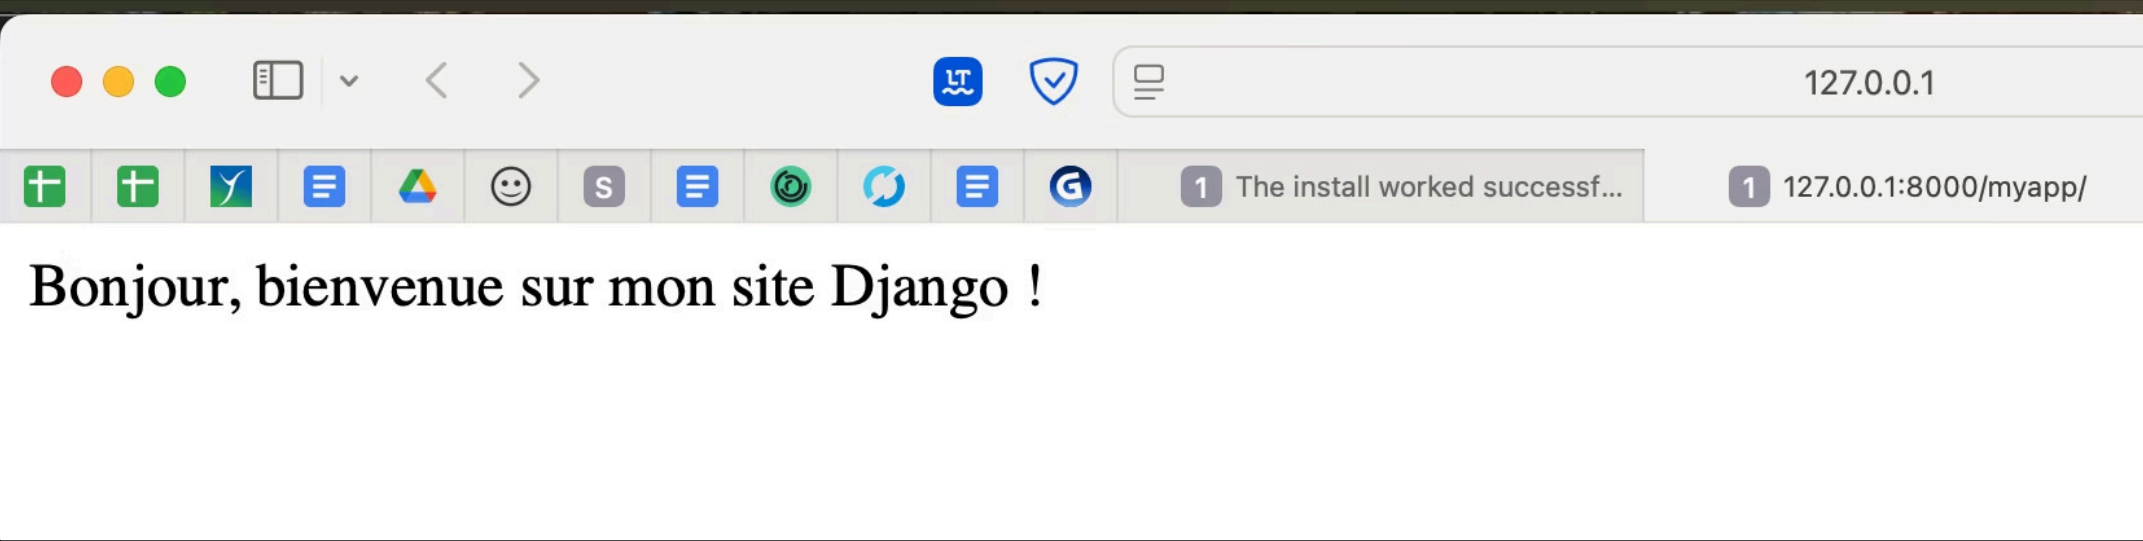 LT
127.0.0.1
S
G
1 The install worked successf...
1 127.0.0.1:8000/myapp/
Bonjour, bienvenue sur mon site Django !